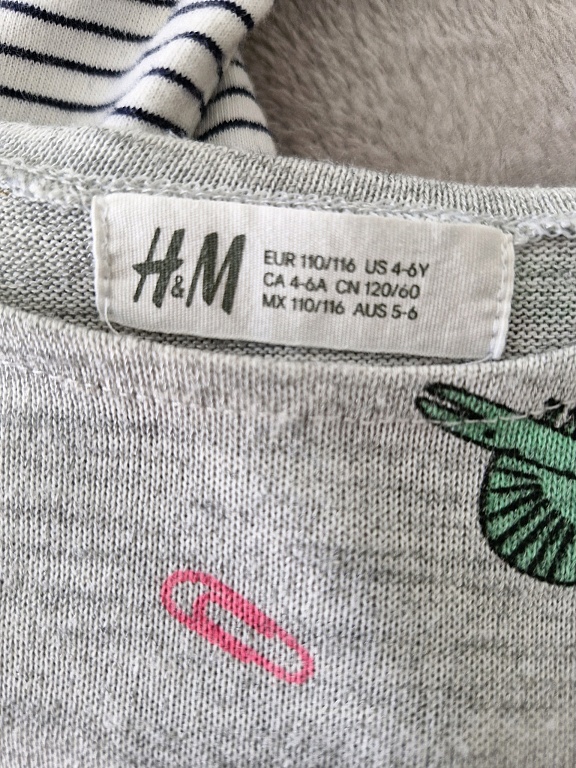 H&M
EUR 110/116 US 4-6Y
CA 4-6A CN 120/60
MX 110/116 AUS 5-6